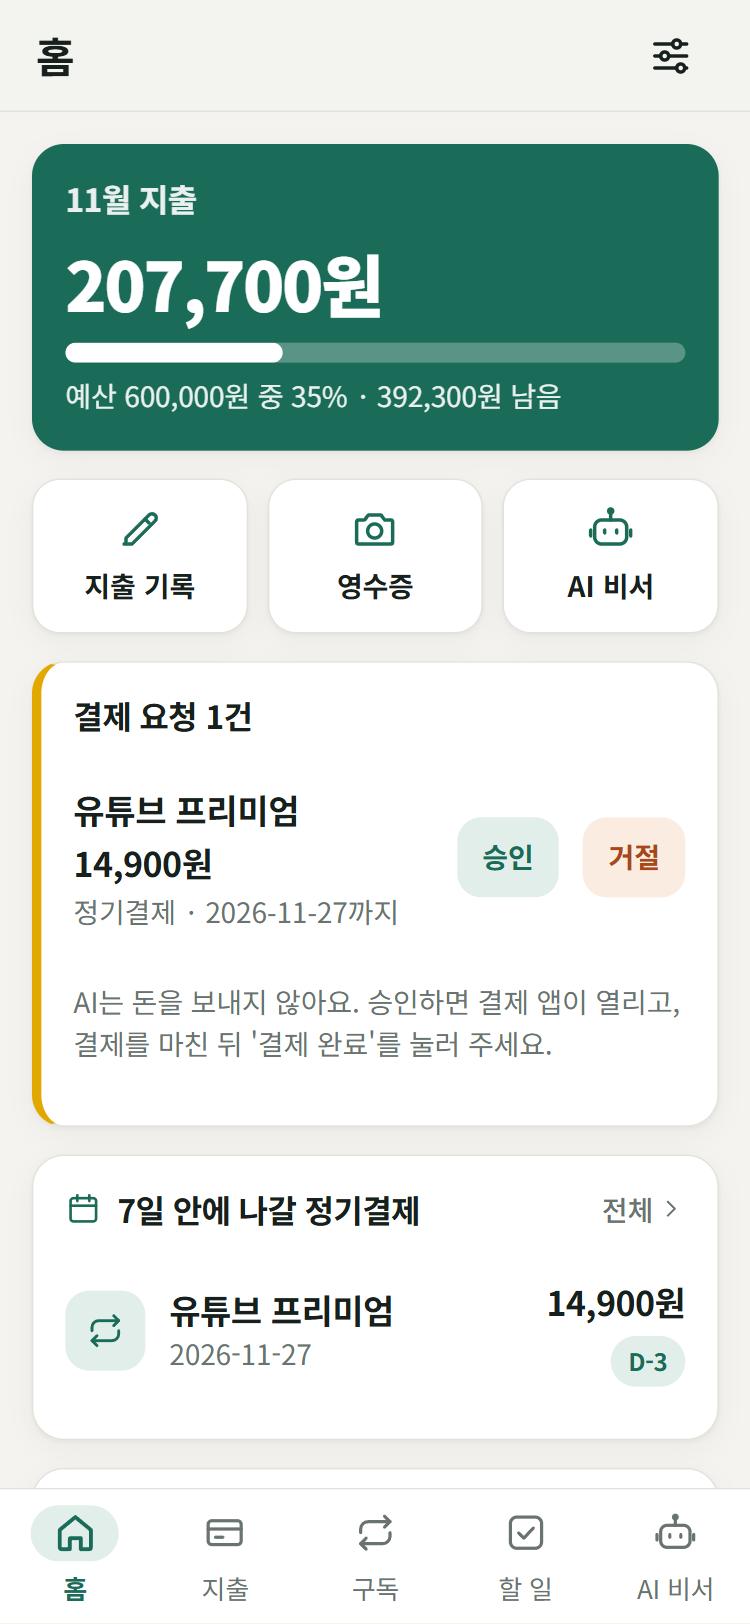 홈
11월 지출
207,700원
예산 600,000원 중 35% · 392,300원 남음
지출 기록
영수증
AI 비서
결제 요청 1건
유튜브 프리미엄
14,900원
정기결제 · 2026-11-27까지
승인
거절
AI는 돈을 보내지 않아요. 승인하면 결제 앱이 열리고,
결제를 마친 뒤 '결제 완료'를 눌러 주세요.
7일 안에 나갈 정기결제
전체
유튜브 프리미엄
14,900원
2026-11-27
D-3
홈
지출
구독
할 일
AI 비서